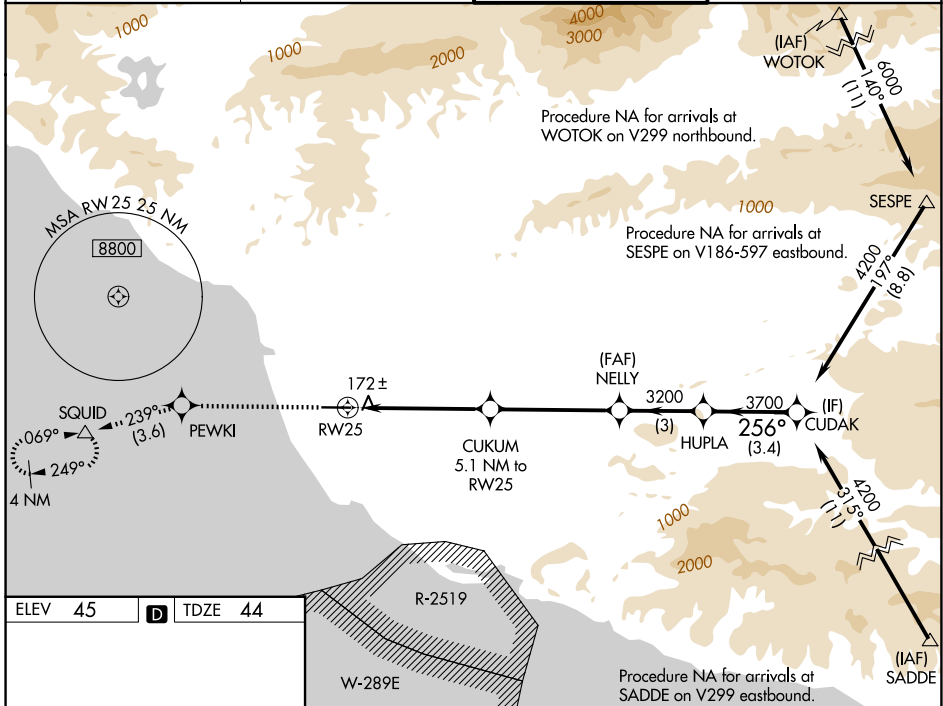 1000
1000
2000
4000
3000
(IAF)
WOTOK
6000
140°
(11)
Procedure NA for arrivals at
WOTOK on V299 northbound.
MSA RW25 25 NM
8800
1000
SESPE
Procedure NA for arrivals at
SESPE on V186-597 eastbound.
4200
197°
(8.8)
(FAF)
NELLY
172±
3200
(3)
3700
256°
(3.4)
(IF)
CUDAK
HUPLA
SQUID
239°
(3.6)
PEWKI
RW25
CUKUM
5.1 NM to
RW25
069°
249°
4 NM
4200
315°
(11)
1000
2000
ELEV 45 D TDZE 44
R-2519
W-289E
(IAF)
SADDE
Procedure NA for arrivals at
SADDE on V299 eastbound.